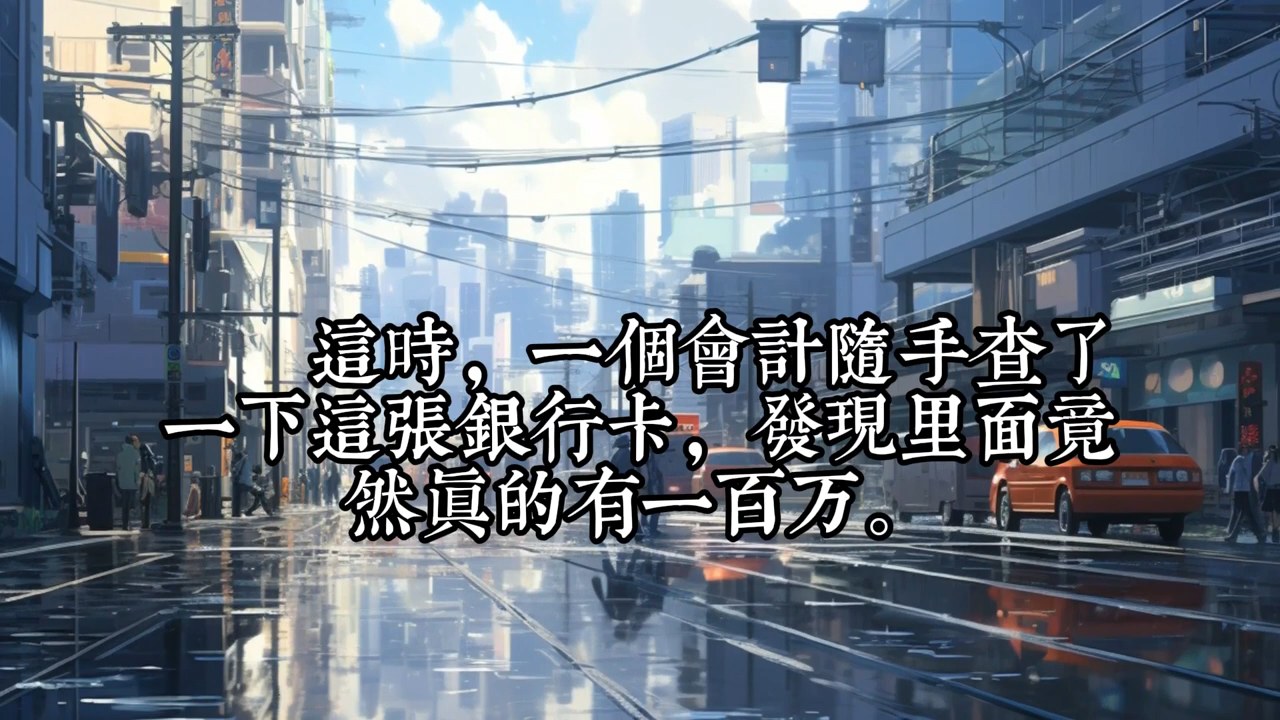 這時，一個會計隨手查了
一下這張銀行卡，發現里面竟
然眞的有一百万。